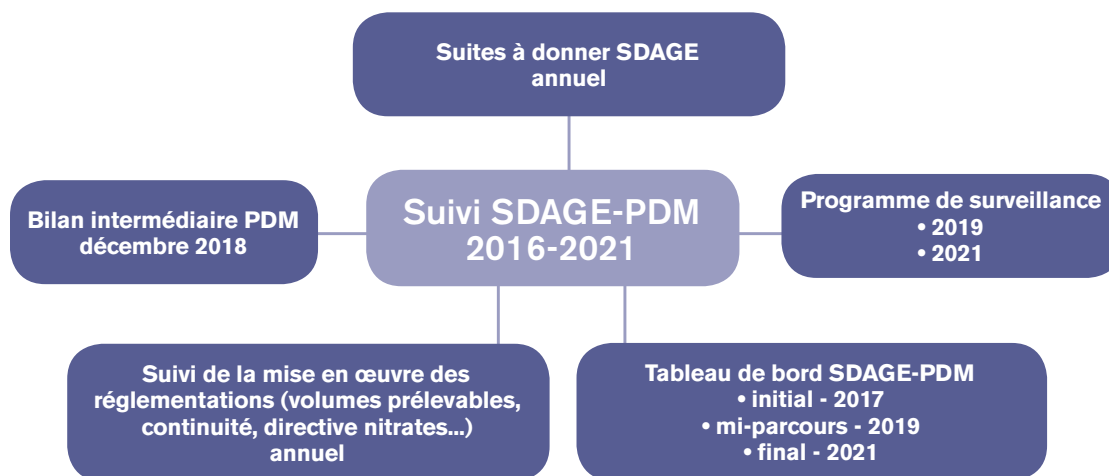 Suites à donner SDAGE
annuel
Bilan intermédiaire PDM
décembre 2018
Suivi SDAGE-PDM
2016-2021
Programme de surveillance
• 2019
• 2021
Suivi de la mise en œuvre des
réglementations (volumes prélevables,
continuité, directive nitrates...)
annuel
Tableau de bord SDAGE-PDM
• initial - 2017
• mi-parcours - 2019
• final - 2021